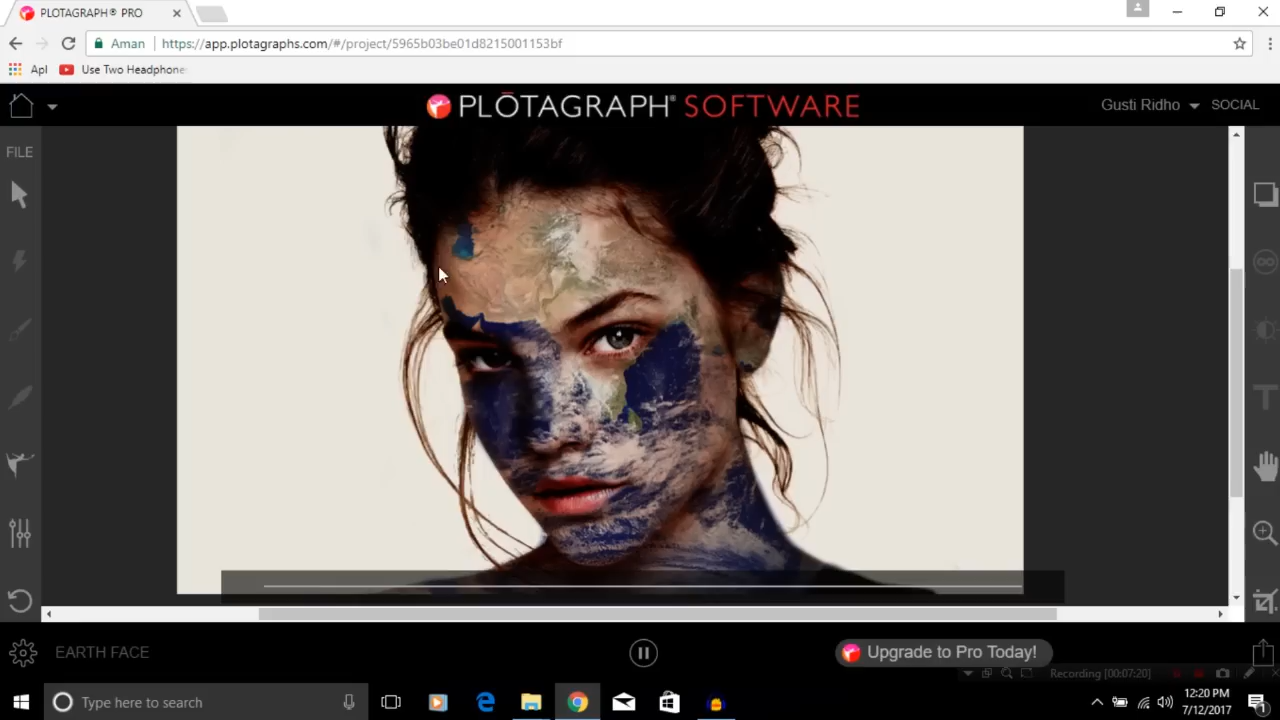 PLOTAGRAPH® PRO
Aman
https://app.plotagraphs.com/#/project/5965b03be01d8215001153bf
Apl
Use Two Headphone
PLŌTAGRAPH® SOFTWARE
Gusti Ridho
SOCIAL
FILE
T
EARTH FACE
Upgrade to Pro Today!
Recording [00:07:20]
Type here to search
12:20 PM
7/12/2017
1